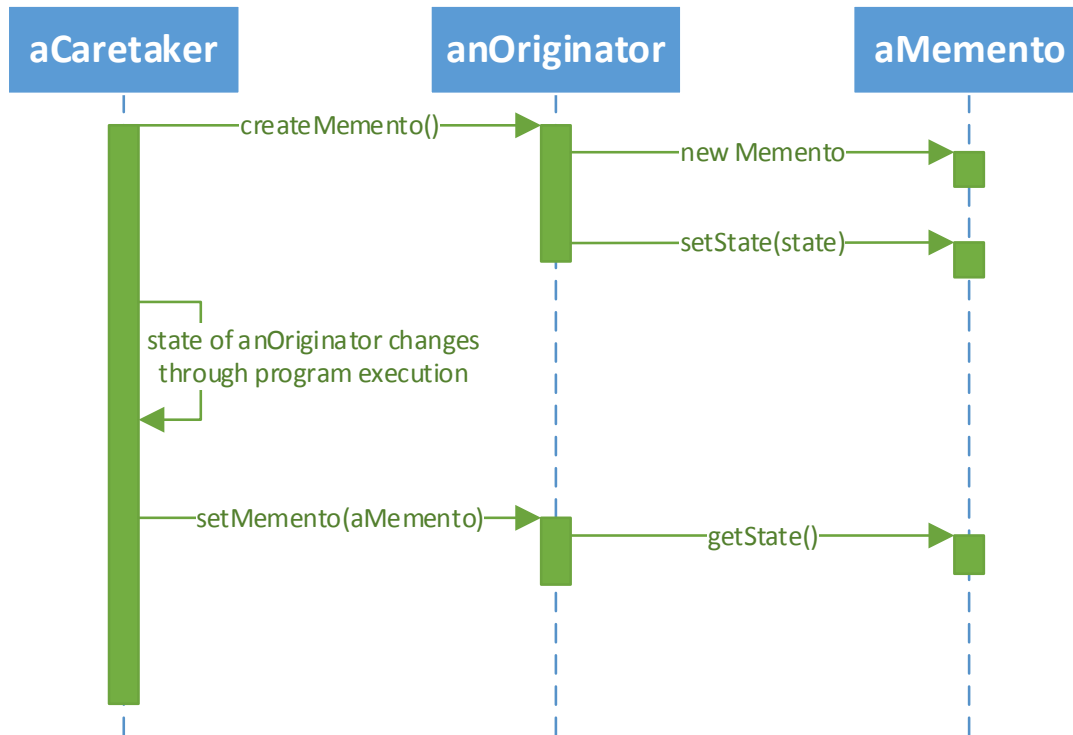 aCaretaker
anOriginator
aMemento
createMemento()
new Memento
setState(state)
state of anOriginator changes
through program execution
setMemento(aMemento)
getState()